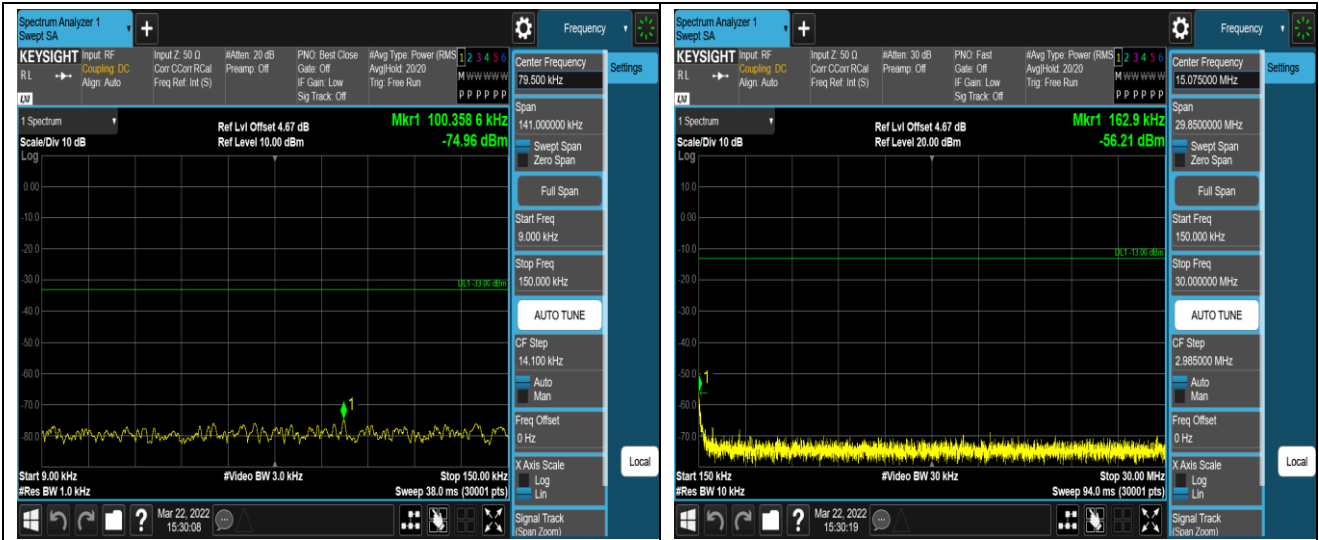 Spectrum Analyzer 1
Swept SA
+
Frequency
KEYSIGHT
RL
Input: RF
Coupling: DC
Align: Auto
Input Z: 50 Ω
Corr CCorr RCal
Freq Ref: Int (S)
#Atten: 20 dB
Preamp: Off
PNO: Best Close
Gate: Off
IF Gain: Low
Sig Track: Off
#Avg Type: Power (RMS
Avg|Hold: 20/20
Trig: Free Run
1 2 3 4 5 6
M W W W W W
P P P P P P
1 Spectrum
Scale/Div 10 dB
Log
Ref Lvl Offset 4.67 dB
Ref Level 10.00 dBm
Mkr1 100.358 6 kHz
-74.96 dBm
0.00
-10.0
-20.0
-30.0
-40.0
-50.0
-60.0
-70.0
-80.0
DL1 -33.00 dBm
1
Start 9.00 kHz
#Res BW 1.0 kHz
#Video BW 3.0 kHz
Stop 150.00 kHz
Sweep 38.0 ms (30001 pts)
?
Mar 22, 2022
15:30:08
Center Frequency
79.500 kHz
Settings
Span
141.000000 kHz
Swept Span
Zero Span
Full Span
Start Freq
9.000 kHz
Stop Freq
150.000 kHz
AUTO TUNE
CF Step
14.100 kHz
Auto
Man
Freq Offset
0 Hz
X Axis Scale
Log
Lin
Local
Signal Track
(Span Zoom)
Spectrum Analyzer 1
Swept SA
+
Frequency
KEYSIGHT
RL
Input: RF
Coupling: DC
Align: Auto
Input Z: 50 Ω
Corr CCorr RCal
Freq Ref: Int (S)
#Atten: 30 dB
Preamp: Off
PNO: Fast
Gate: Off
IF Gain: Low
Sig Track: Off
#Avg Type: Power (RMS
Avg|Hold: 20/20
Trig: Free Run
1 2 3 4 5 6
M W W W W W
P P P P P P
1 Spectrum
Scale/Div 10 dB
Log
Ref Lvl Offset 4.67 dB
Ref Level 20.00 dBm
Mkr1 162.9 kHz
-56.21 dBm
10.0
0.00
-10.0
-20.0
-30.0
-40.0
-50.0
-60.0
-70.0
DL1 -13.00 dBm
1
Start 150 kHz
#Res BW 10 kHz
#Video BW 30 kHz
Stop 30.00 MHz
Sweep 94.0 ms (30001 pts)
?
Mar 22, 2022
15:30:19
Center Frequency
15.075000 MHz
Settings
Span
29.8500000 MHz
Swept Span
Zero Span
Full Span
Start Freq
150.000 kHz
Stop Freq
30.000000 MHz
AUTO TUNE
CF Step
2.985000 MHz
Auto
Man
Freq Offset
0 Hz
X Axis Scale
Log
Lin
Local
Signal Track
(Span Zoom)